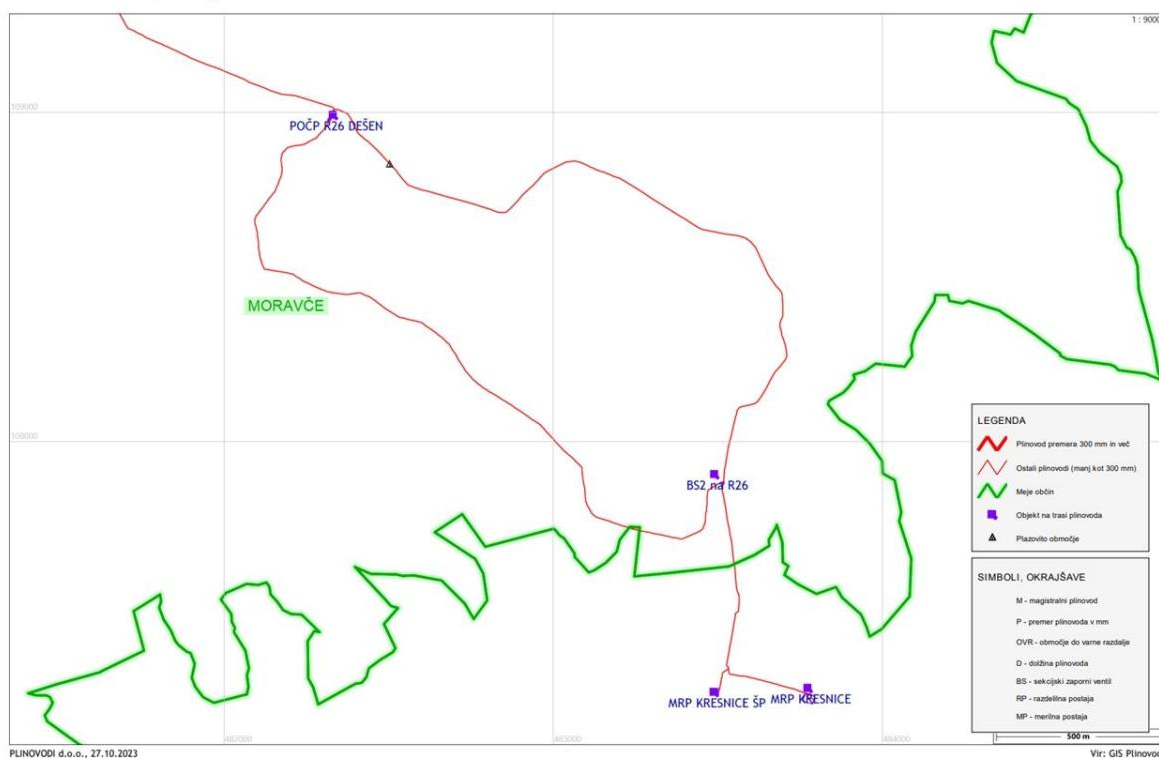 1 : 9000
109000
POČP R26 DEŠEN
MORAVČE
108000
BS2 na R26
MRP KRESNICE ŠP
MRP KRESNICE
482000
483000
484000
LEGENDA
Plinovod premera 300 mm in več
Ostali plinovodi (manj kot 300 mm)
Meje občin
Objekt na trasi plinovoda
Plazovito območje
SIMBOLI, OKRAJŠAVE
M - magistralni plinovod
P - premer plinovoda v mm
OVR - območje do varne razdalje
D - dolžina plinovoda
BS - sekcijski zaporni ventil
RP - razdelilna postaja
MP - merilna postaja
500 m
PLINOVODI d.o.o., 27.10.2023
Vir: GIS Plinovod